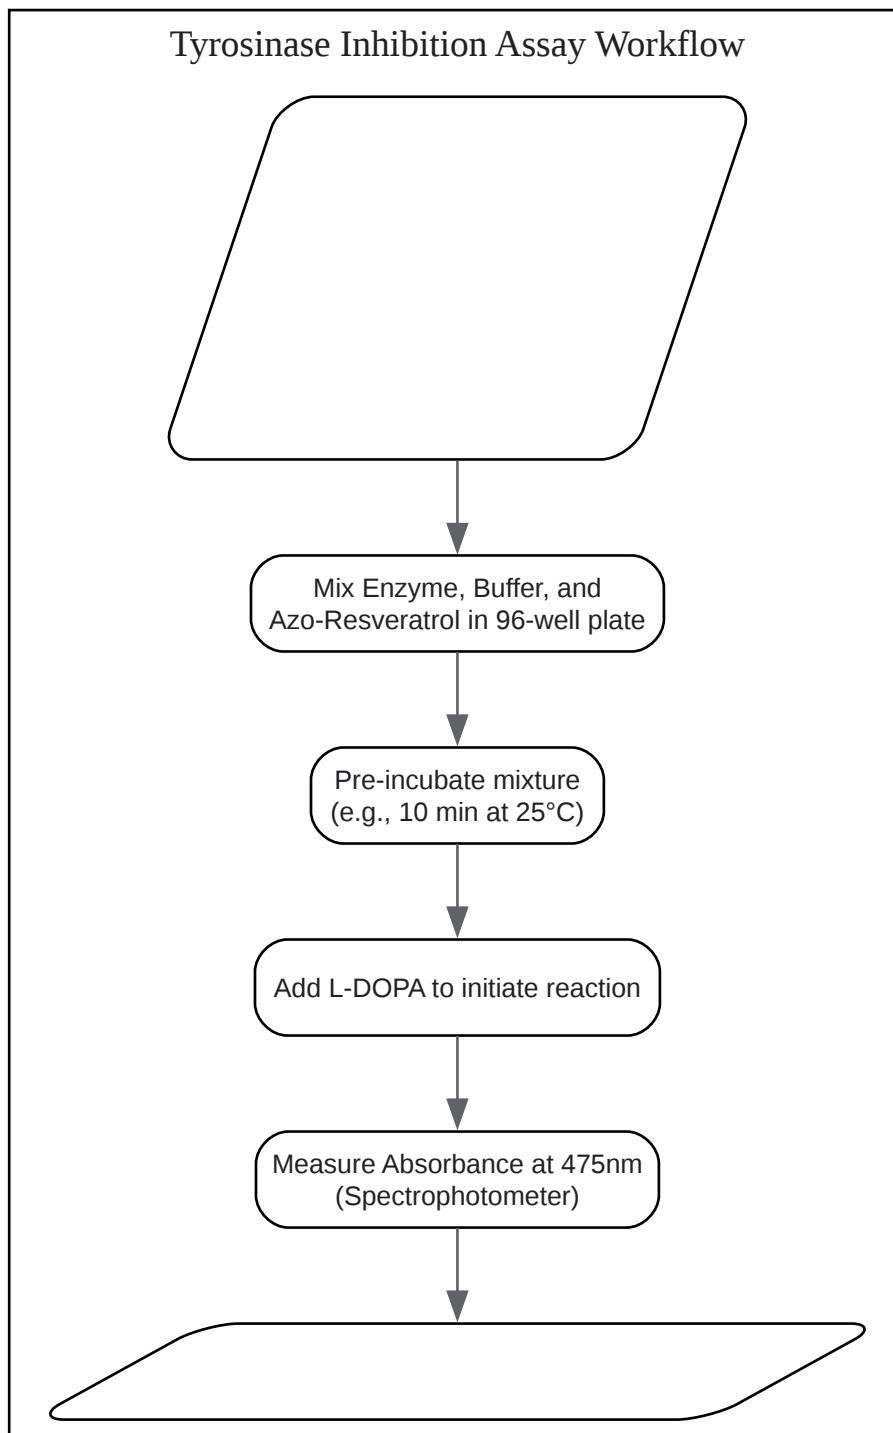 Tyrosinase Inhibition Assay Workflow
Mix Enzyme, Buffer, and
Azo-Resveratrol in 96-well plate
Pre-incubate mixture
(e.g., 10 min at 25°C)
Add L-DOPA to initiate reaction
Measure Absorbance at 475nm
(Spectrophotometer)